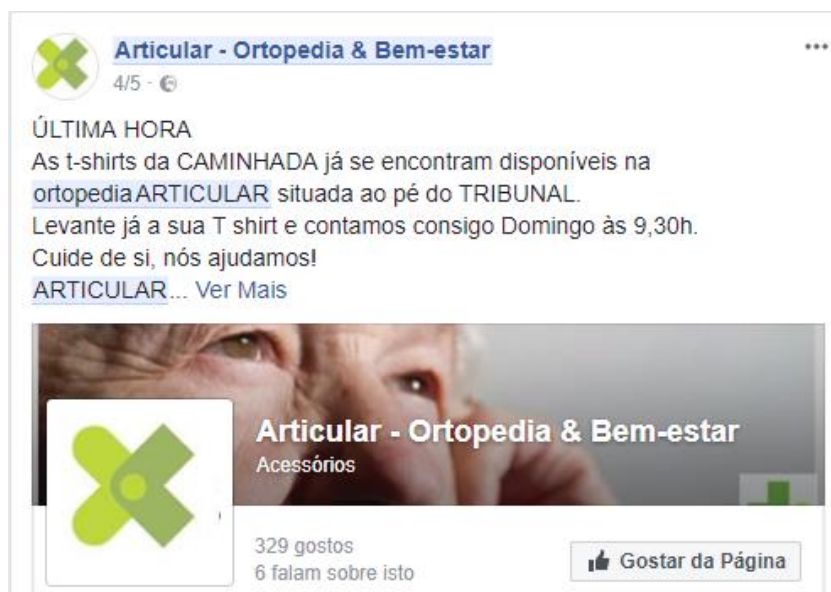 Articular - Ortopedia & Bem-estar
4/5 ·
ÚLTIMA HORA
As t-shirts da CAMINHADA já se encontram disponíveis na
ortopedia ARTICULAR situada ao pé do TRIBUNAL.
Levante já a sua T shirt e contamos consigo Domingo às 9,30h.
Cuide de si, nós ajudamos!
ARTICULAR... Ver Mais
Articular - Ortopedia & Bem-estar
Acessórios
329 gostos
6 falam sobre isto
Gostar da Página